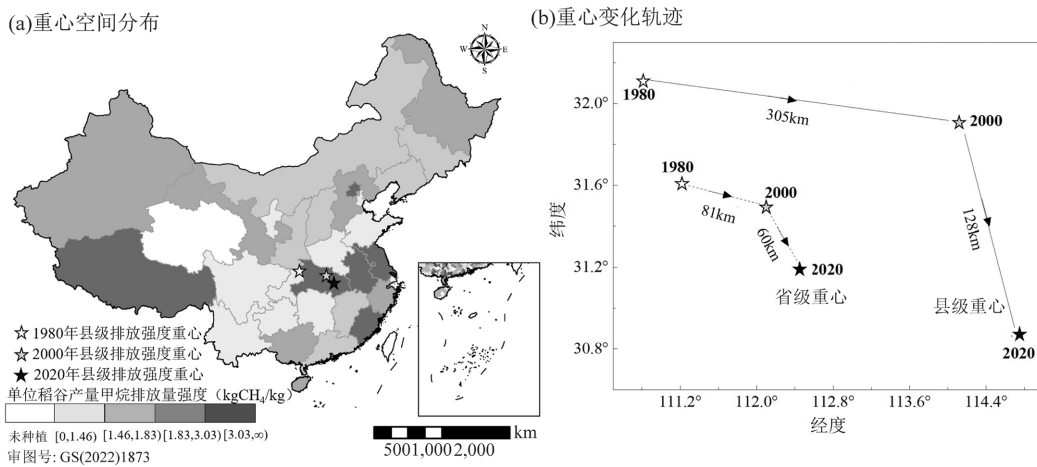 (a)重心空间分布
N
W
E
S
☆1980年县级排放强度重心
☆2000年县级排放强度重心
★2020年县级排放强度重心
单位稻谷产量甲烷排放量强度（kgCH4/kg）
未种植 [0,1.46) [1.46,1.83) [1.83,3.03) [3.03,∞)
审图号: GS(2022)1873
km
5001,000 2,000
(b)重心变化轨迹
纬度
32.0°
31.6°
31.2°
30.8°
1980
305km
2000
1980
81km
2000
60km
2020
省级重心
128km
县级重心
2020
111.2° 112.0° 112.8° 113.6° 114.4°
经度